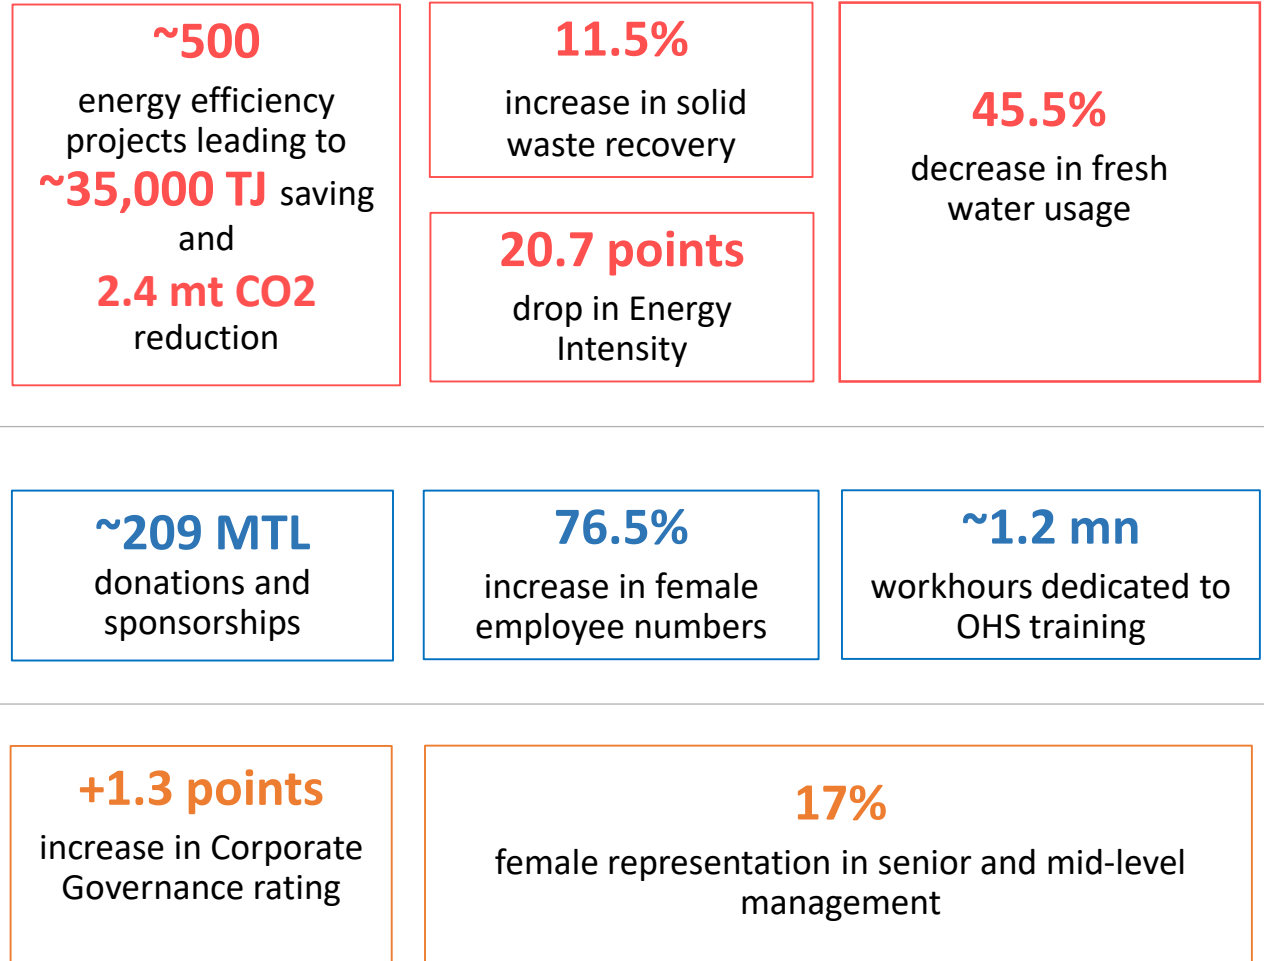 ~500
energy efficiency
projects leading to
~35,000 TJ saving
and
2.4 mt CO2
reduction
11.5%
increase in solid
waste recovery
20.7 points
drop in Energy
Intensity
45.5%
decrease in fresh
water usage
~209 MTL
donations and
sponsorships
76.5%
increase in female
employee numbers
~1.2 mn
workhours dedicated to
OHS training
+1.3 points
increase in Corporate
Governance rating
17%
female representation in senior and mid-level
management